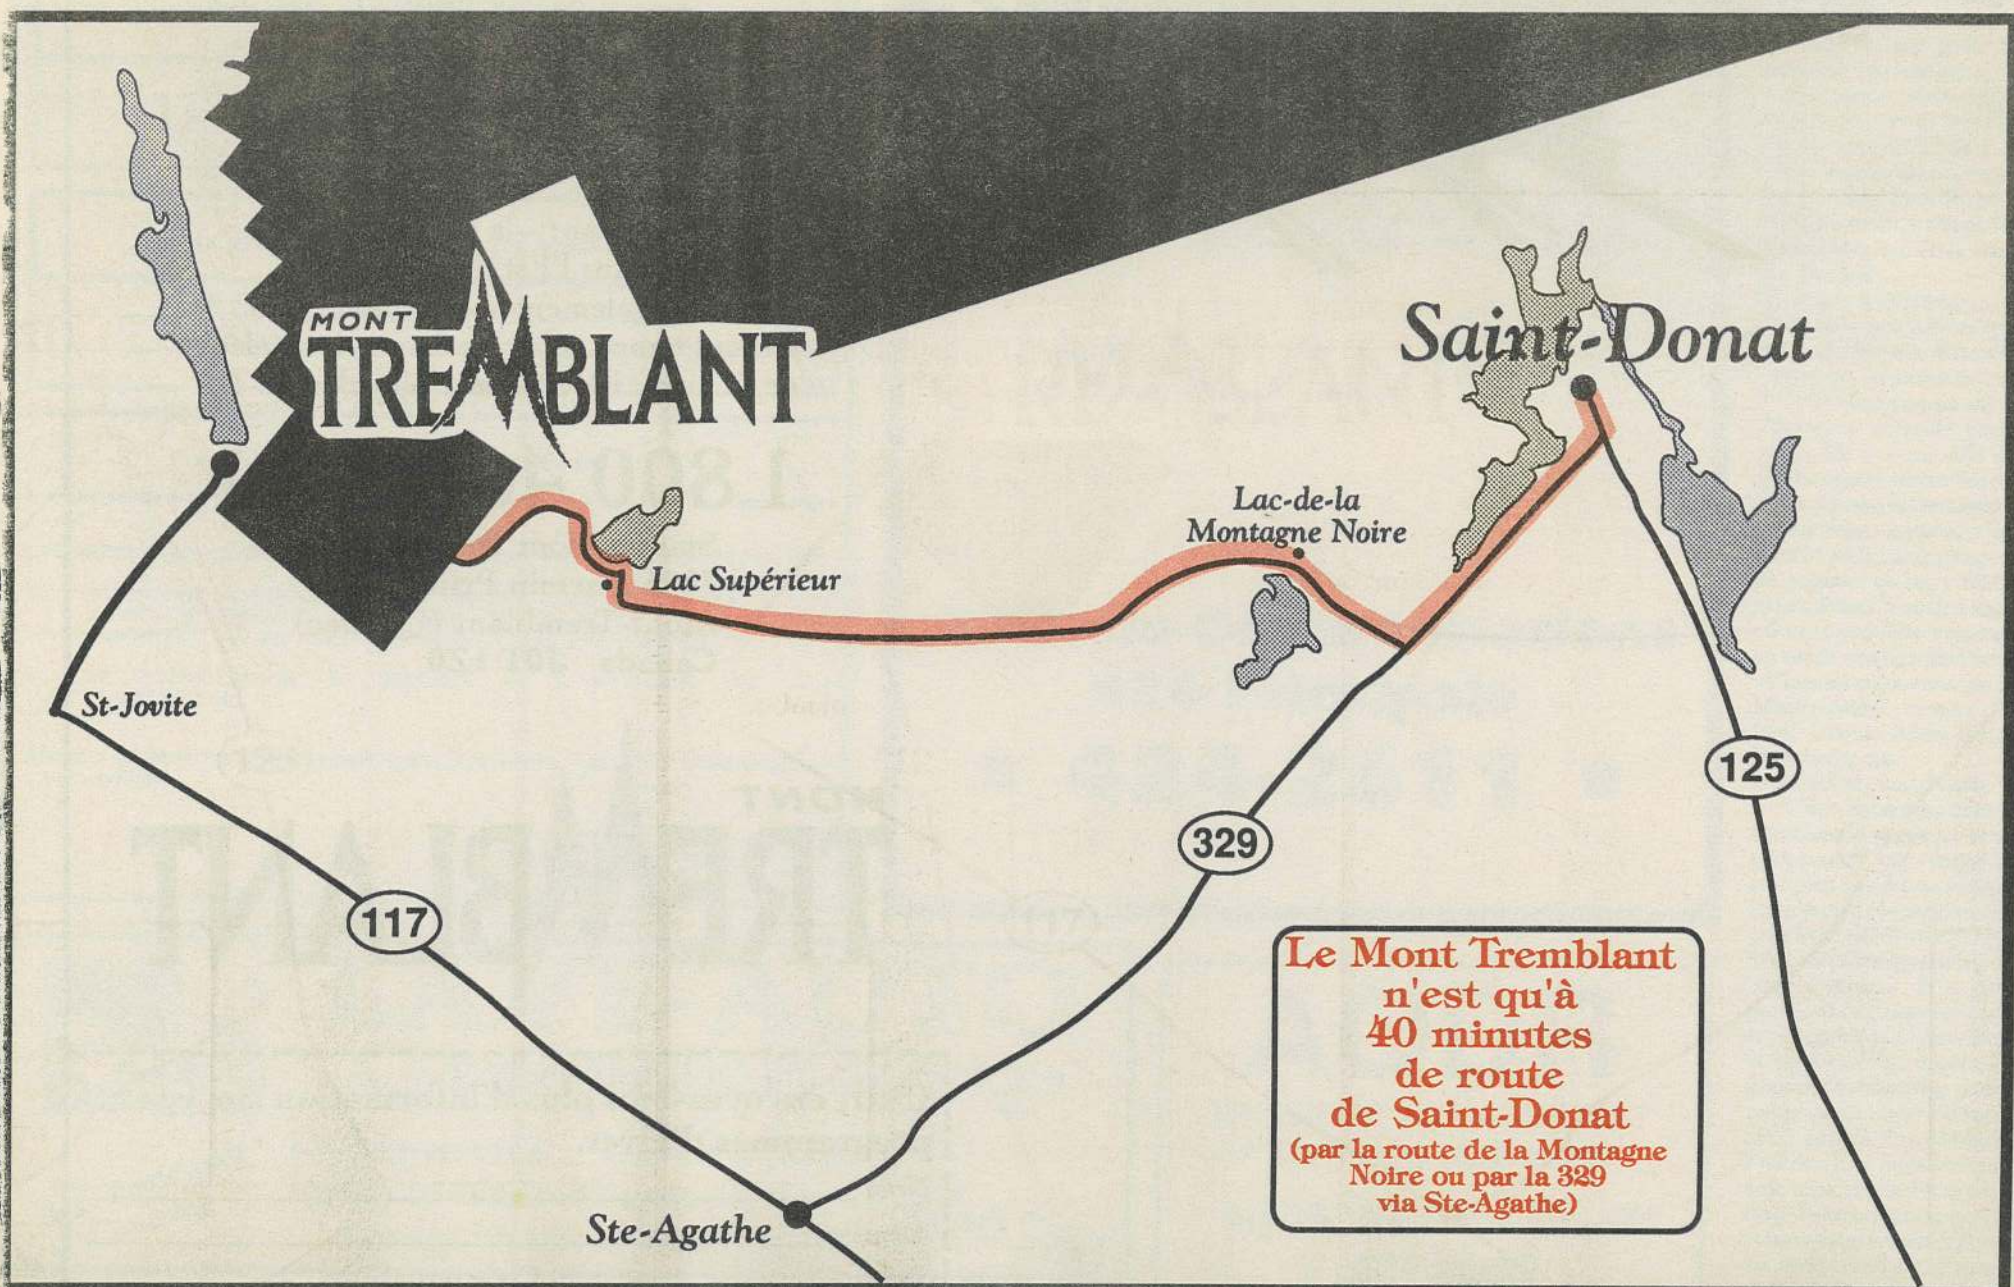 MONT
TREMBLANT
Saint-Donat
Lac-de-la
Montagne Noire
Lac Supérieur
St-Jovite
125
329
117
Le Mont Tremblant
n'est qu'à
40 minutes
de route
de Saint-Donat
(par la route de la Montagne
Noire ou par la 329
via Ste-Agathe)
Ste-Agathe